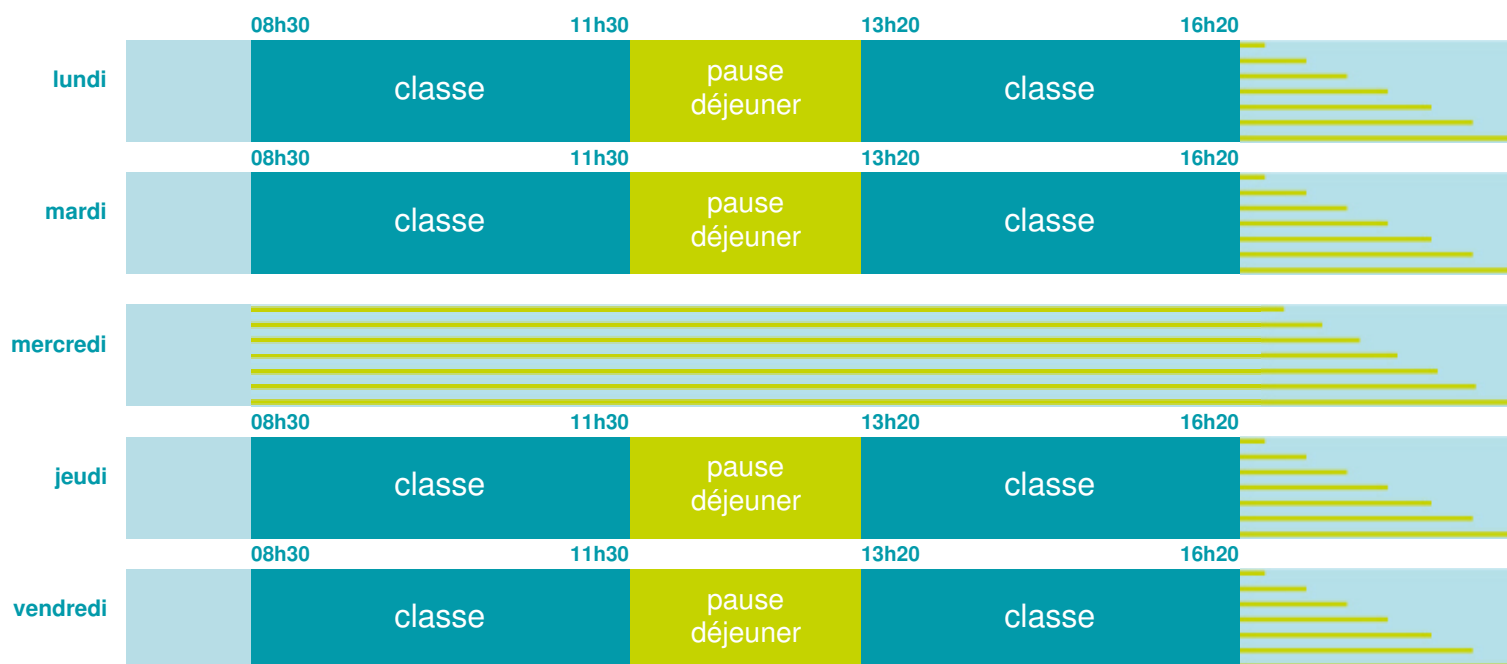 08h30 11h30 13h20 16h20
lundi classe pause déjeuner classe
08h30 11h30 13h20 16h20
mardi classe pause déjeuner classe
mercredi
08h30 11h30 13h20 16h20
jeudi classe pause déjeuner classe
08h30 11h30 13h20 16h20
vendredi classe pause déjeuner classe